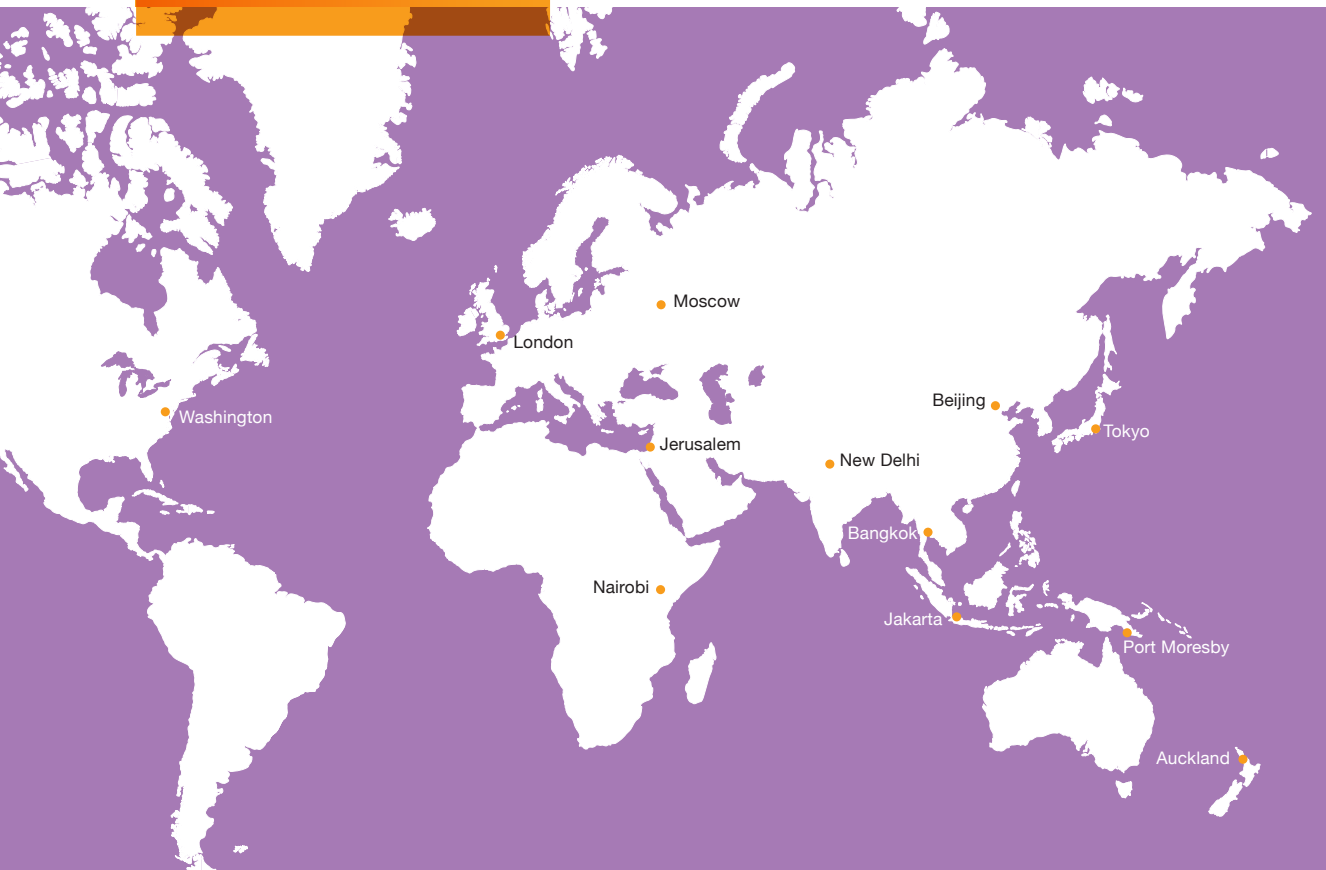 Moscow
London
Beijing
Washington
Tokyo
Jerusalem
New Delhi
Bangkok
Nairobi
Jakarta
Port Moresby
Auckland